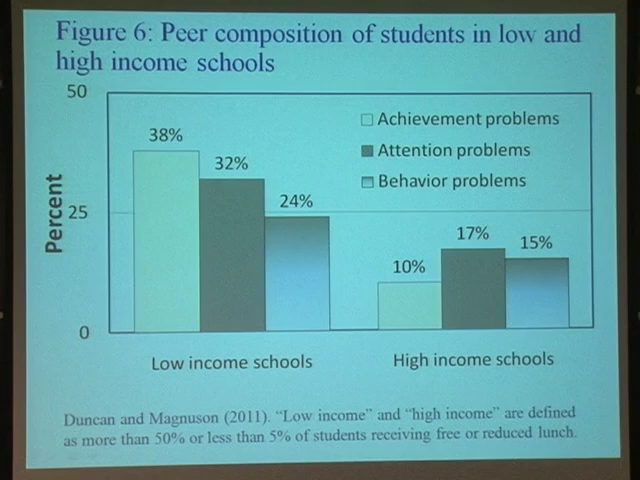 Figure 6: Peer composition of students in low and
high income schools
50
38%
Achievement problems
32%
Attention problems
24%
Behavior problems
Percent
25
17%
15%
10%
0
Low income schools
High income schools
Duncan and Magnuson (2011). “Low income” and “high income” are defined
as more than 50% or less than 5% of students receiving free or reduced lunch.